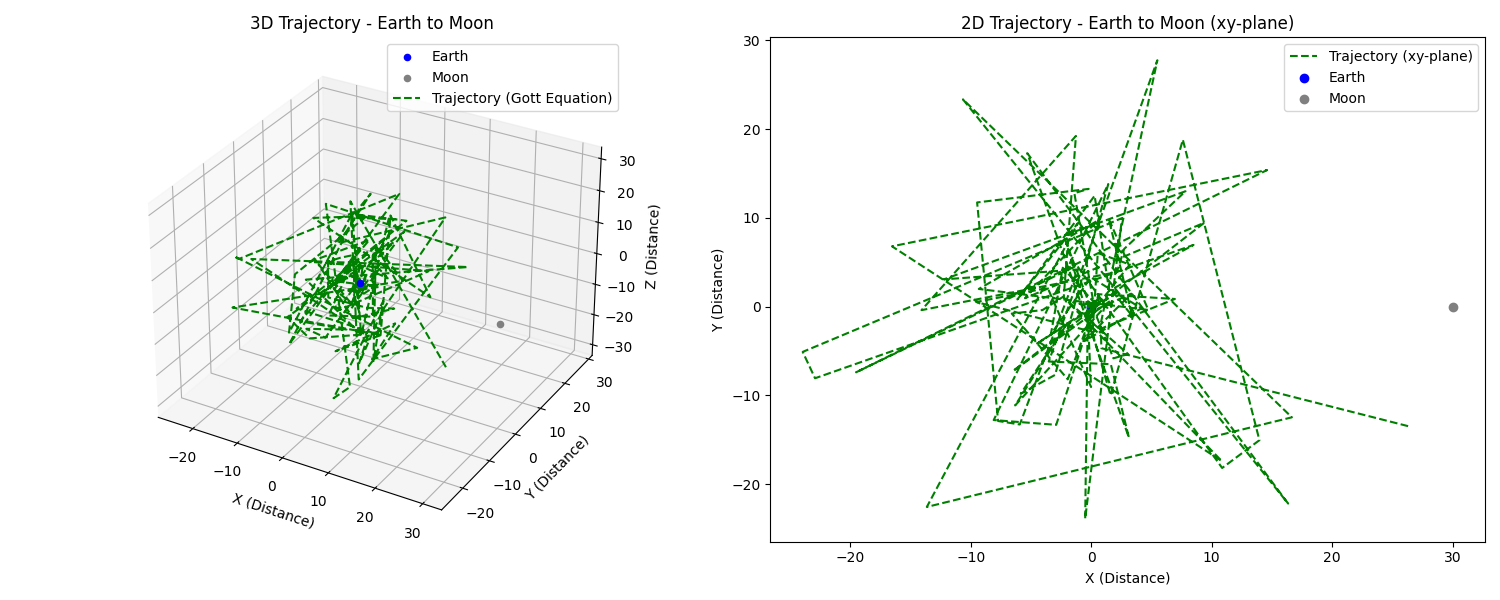 3D Trajectory - Earth to Moon
Earth
Moon
Trajectory (Gott Equation)
30
20
10
0
−10
−20
−30
Z (Distance)
−20
−10
0
10
20
30
X (Distance)
−20
−10
0
10
20
30
Y (Distance)
2D Trajectory - Earth to Moon (xy-plane)
Trajectory (xy-plane)
Earth
Moon
30
20
10
0
−10
−20
Y (Distance)
−20
−10
0
10
20
30
X (Distance)